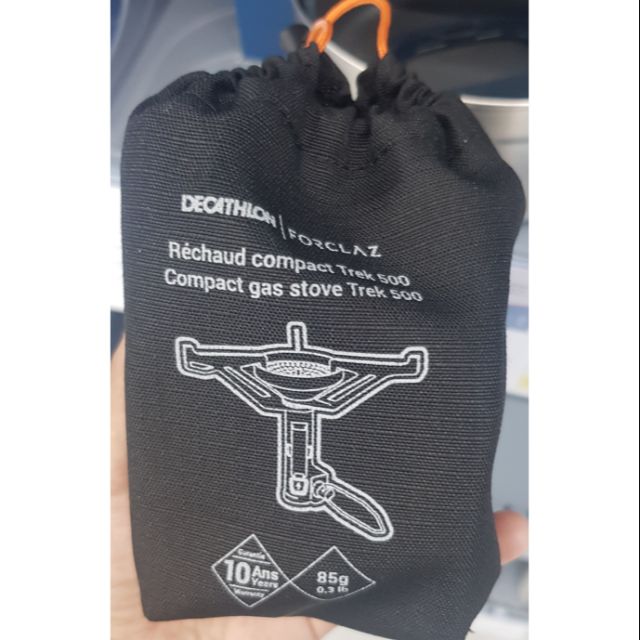 DECATHLON | FORCLAZ
Réchaud compact Trek 500
Compact gas stove Trek 500
Garantie
10 Ans
Years
Warranty
85g
0.3 lb